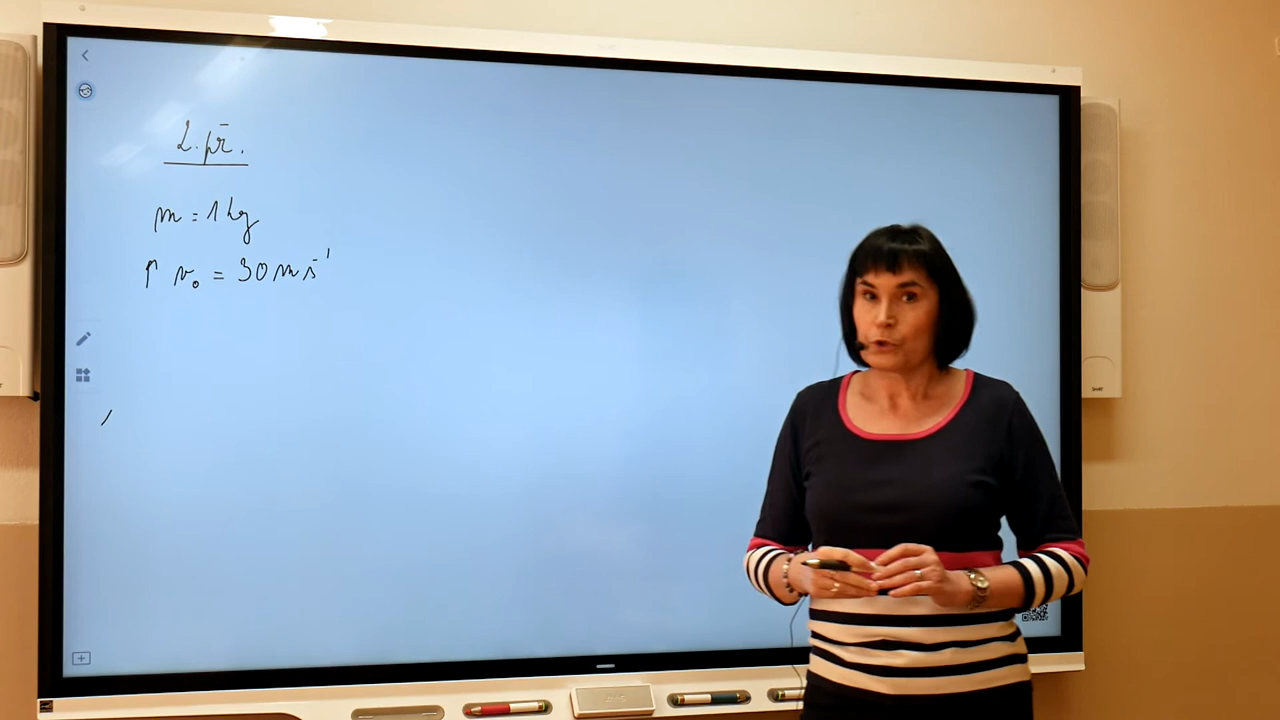 2. př.
m = 1 kg
↑ v₀ = 30 m s⁻¹